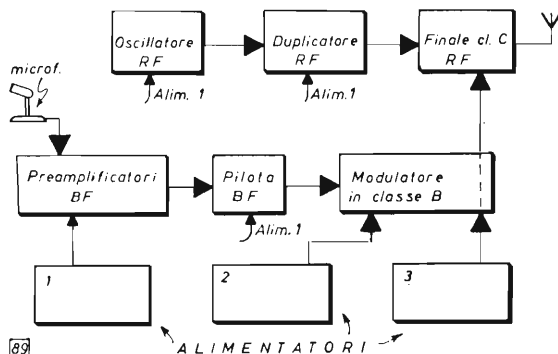 Oscillatore
RF
Alim. 1
Duplicatore
RF
Alim. 1
Finale cl. C
RF
microf.
Preamplificatori
BF
Pilota
BF
Alim. 1
Modulatore
in classe B
1
2
3
89
ALIMENTATORI